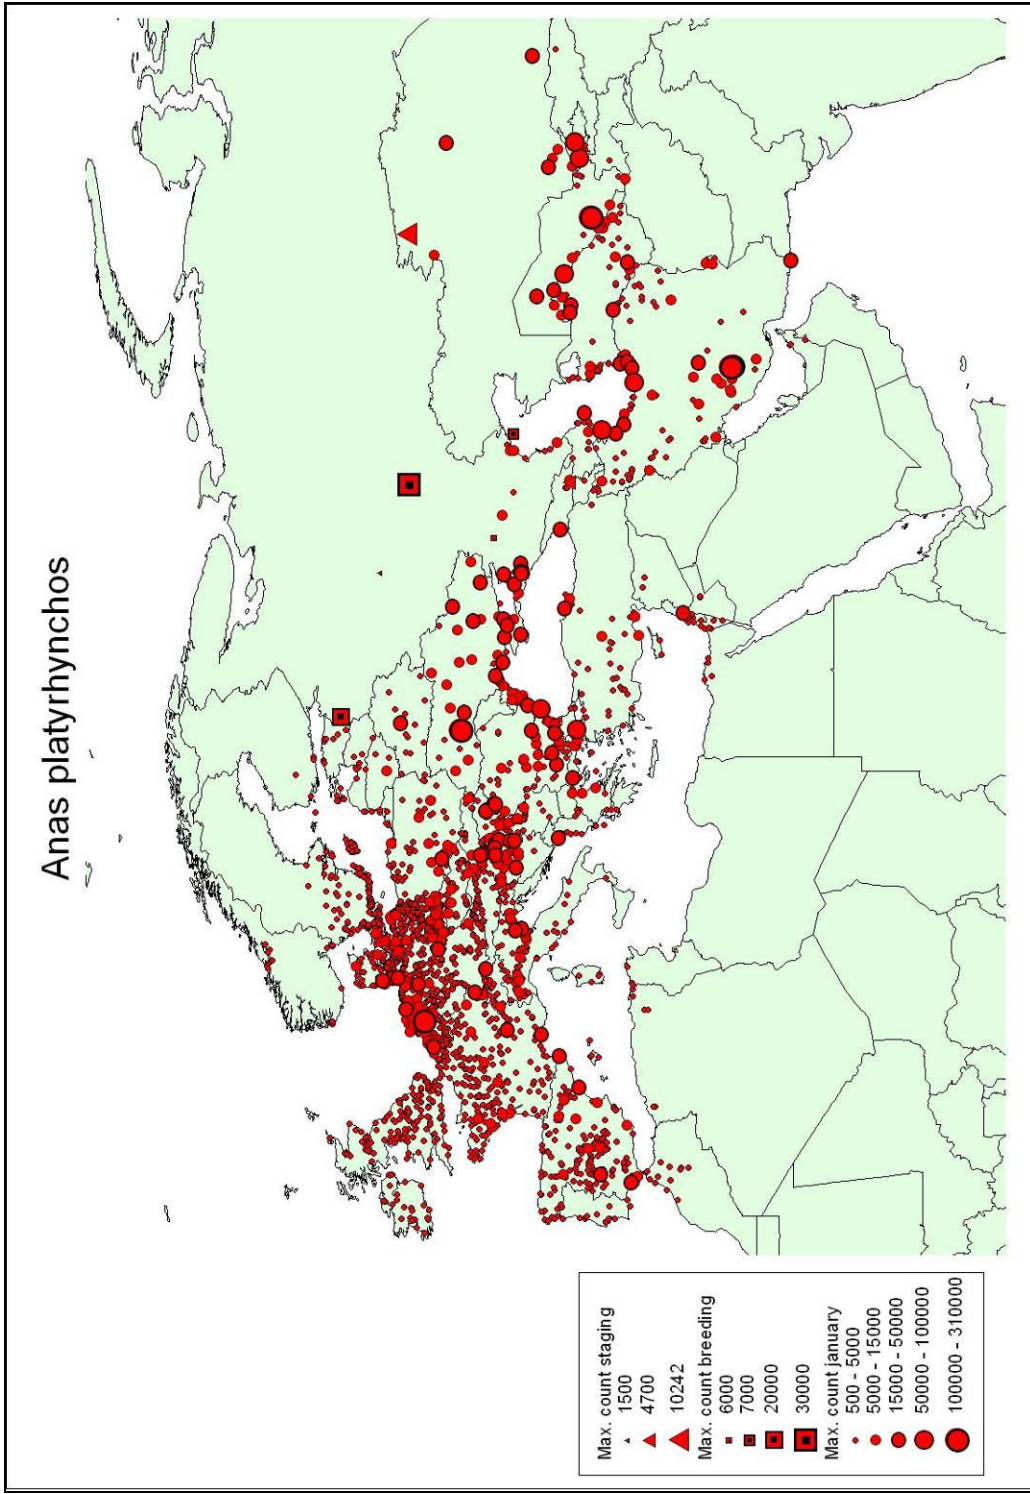 Anas platyrhynchos
Max. count staging
1500
4700
10242
Max. count breeding
6000
7000
20000
30000
Max. count january
500 - 5000
5000 - 15000
15000 - 50000
50000 - 100000
100000 - 310000